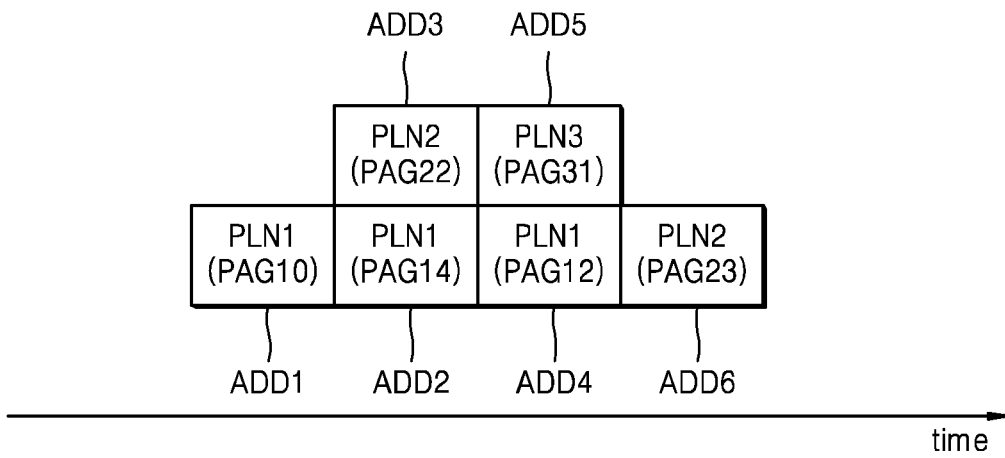 ADD3 ADD5
PLN2 PLN3
(PAG22) (PAG31)
PLN1 PLN1 PLN1 PLN2
(PAG10) (PAG14) (PAG12) (PAG23)
ADD1 ADD2 ADD4 ADD6
time